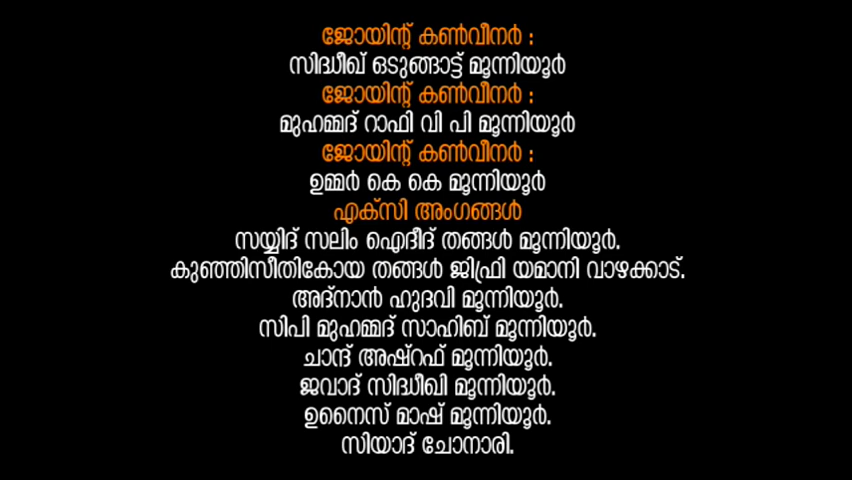 ജോയിന്റ് കൺവീനർ :
സിദ്ധീഖ് ഒടുങ്ങാട്ട് മൂന്നിയൂർ
ജോയിന്റ് കൺവീനർ :
മുഹമ്മദ് റാഫി വി പി മൂന്നിയൂർ
ജോയിന്റ് കൺവീനർ :
ഉമ്മർ കെ കെ മൂന്നിയൂർ
എക്സി അംഗങ്ങൾ
സയ്യിദ് സലിം ഐദീദ് തങ്ങൾ മൂന്നിയൂർ.
കുഞ്ഞിസീതികോയ തങ്ങൾ ജിഫ്രി യമാനി വാഴക്കാട്.
അദ്നാൻ ഹുദവി മൂന്നിയൂർ.
സിപി മുഹമ്മദ് സാഹിബ് മൂന്നിയൂർ.
ചാന്ദ് അഷ്റഫ് മൂന്നിയൂർ.
ജവാദ് സിദ്ധീഖി മൂന്നിയൂർ.
ഉനൈസ് മാഷ് മൂന്നിയൂർ.
സിയാദ് ചോനാരി.